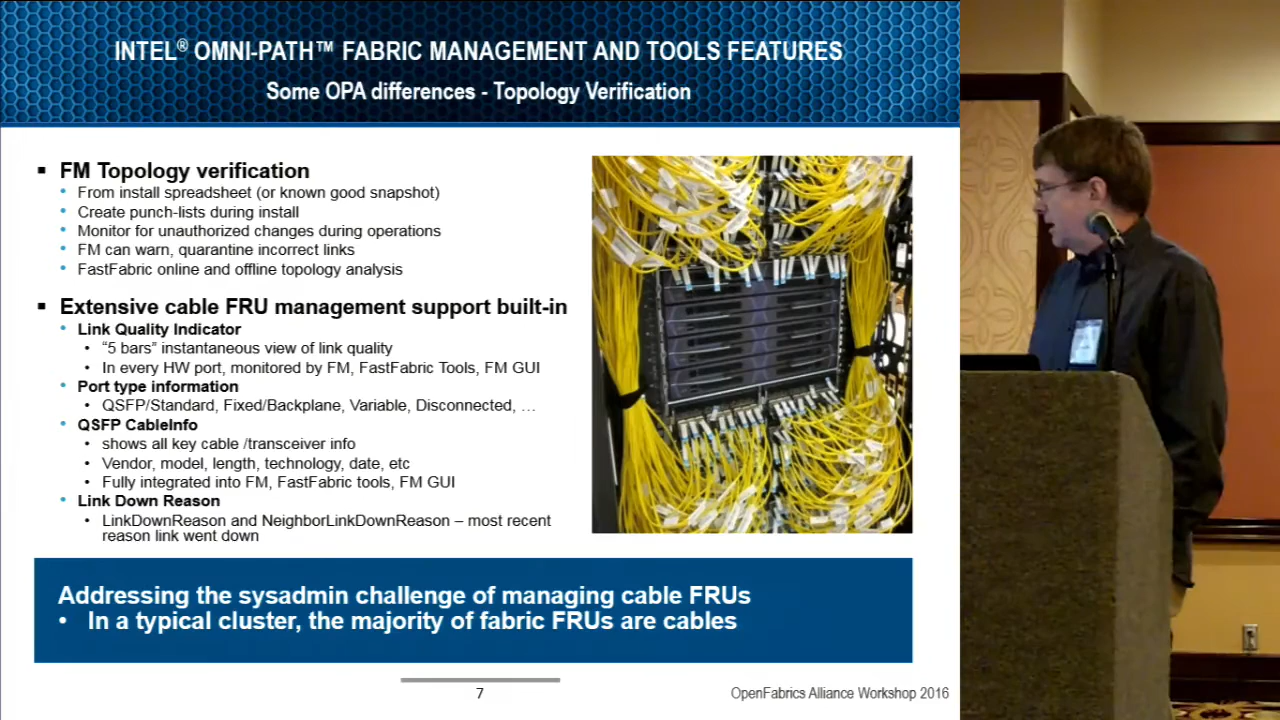 INTEL® OMNI-PATH™ FABRIC MANAGEMENT AND TOOLS FEATURES
Some OPA differences - Topology Verification
▪ FM Topology verification
• From install spreadsheet (or known good snapshot)
• Create punch-lists during install
• Monitor for unauthorized changes during operations
• FM can warn, quarantine incorrect links
• FastFabric online and offline topology analysis
▪ Extensive cable FRU management support built-in
• Link Quality Indicator
• “5 bars” instantaneous view of link quality
• In every HW port, monitored by FM, FastFabric Tools, FM GUI
• Port type information
• QSFP/Standard, Fixed/Backplane, Variable, Disconnected, …
• QSFP CableInfo
• shows all key cable /transceiver info
• Vendor, model, length, technology, date, etc
• Fully integrated into FM, FastFabric tools, FM GUI
• Link Down Reason
• LinkDownReason and NeighborLinkDownReason – most recent
reason link went down
Addressing the sysadmin challenge of managing cable FRUs
• In a typical cluster, the majority of fabric FRUs are cables
7
OpenFabrics Alliance Workshop 2016